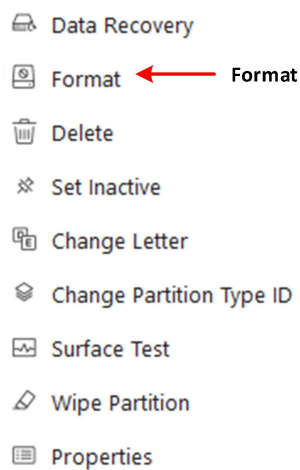 Data Recovery
Format Format
Delete
Set Inactive
Change Letter
Change Partition Type ID
Surface Test
Wipe Partition
Properties